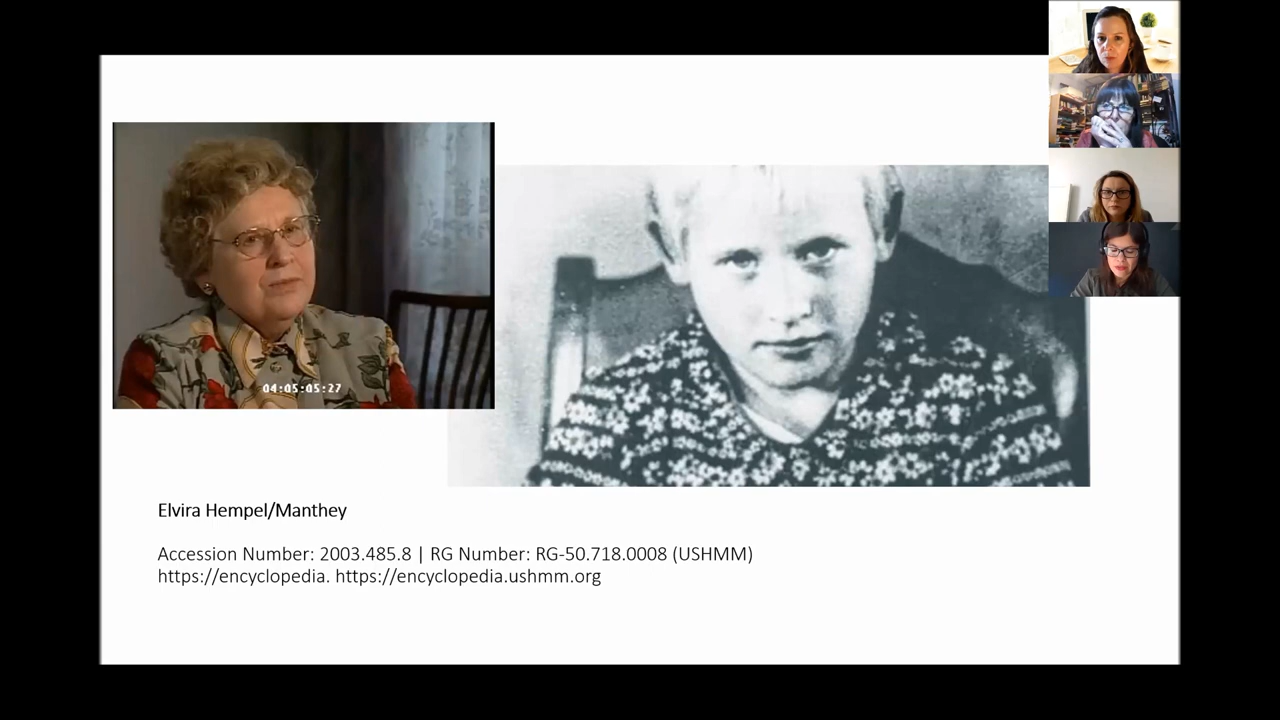 04:05:05:27
Elvira Hempel/Manthey
Accession Number: 2003.485.8 | RG Number: RG-50.718.0008 (USHMM)
https://encyclopedia. https://encyclopedia.ushmm.org